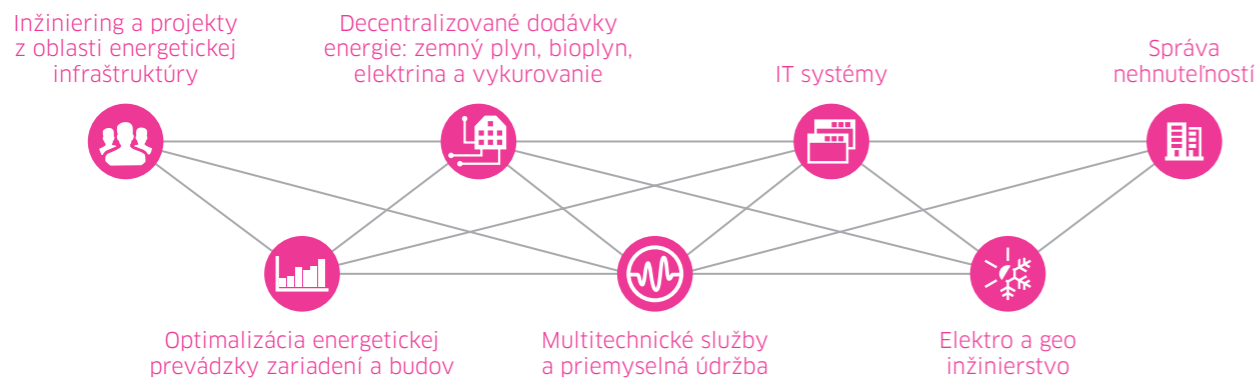 Inžiniering a projekty
z oblasti energetickej
infraštruktúry
Decentralizované dodávky
energie: zemný plyn, bioplyn,
elektrina a vykurovanie
IT systémy
Správa
nehnuteľností
Optimalizácia energetickej
prevádzky zariadení a budov
Multitechnické služby
a priemyselná údržba
Elektro a geo
inžinierstvo